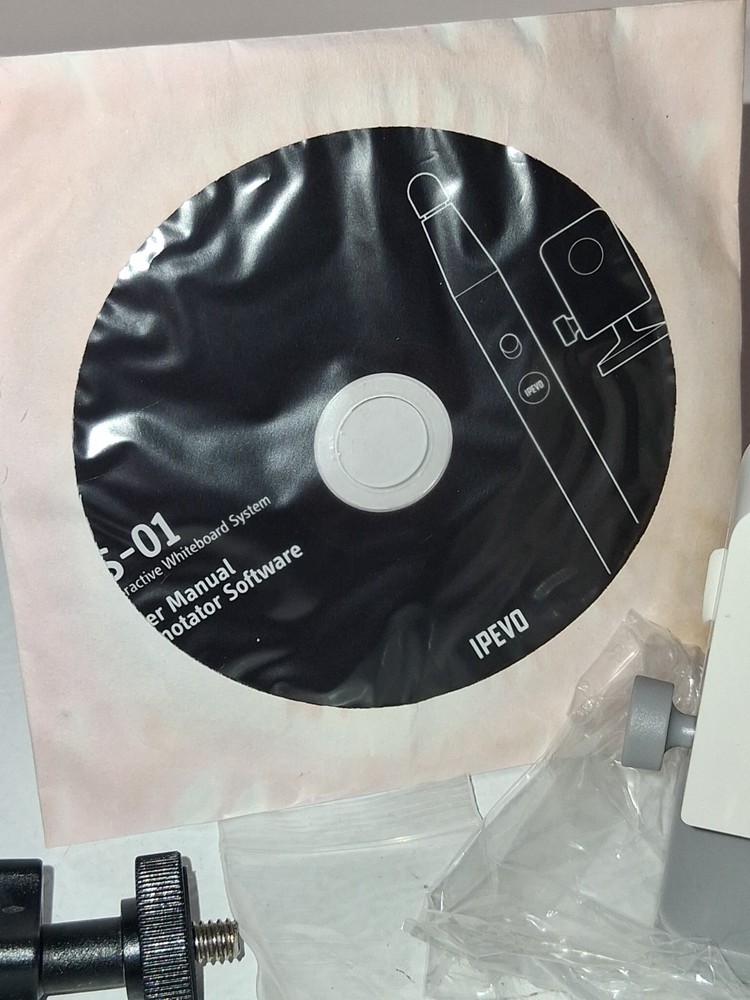 IPEVO
S-01
ractive Whiteboard System
er Manual
notator Software
IPEVO